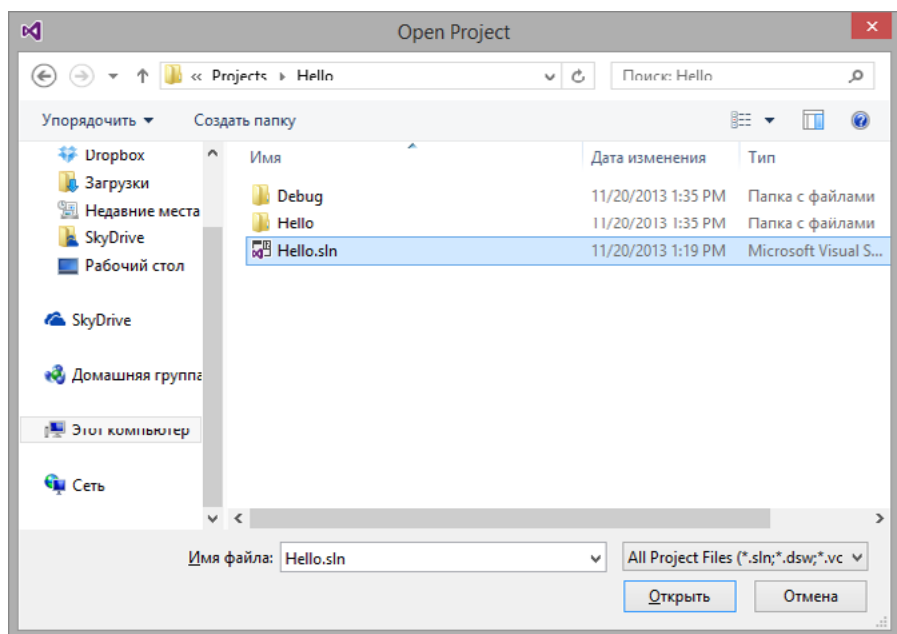 Open Project
« Projects Hello
Поиск: Hello
Упорядочить Создать папку
Dropbox
Загрузки
Недавние места
SkyDrive
Рабочий стол
SkyDrive
Домашняя группа
Этот компьютер
Сеть
Имя Дата изменения Тип
Debug 11/20/2013 1:35 PM Папка с файлами
Hello 11/20/2013 1:35 PM Папка с файлами
Hello.sln 11/20/2013 1:19 PM Microsoft Visual S...
Имя файла: Hello.sln All Project Files (*.sln;*.dsw;*.vc
Открыть Отмена